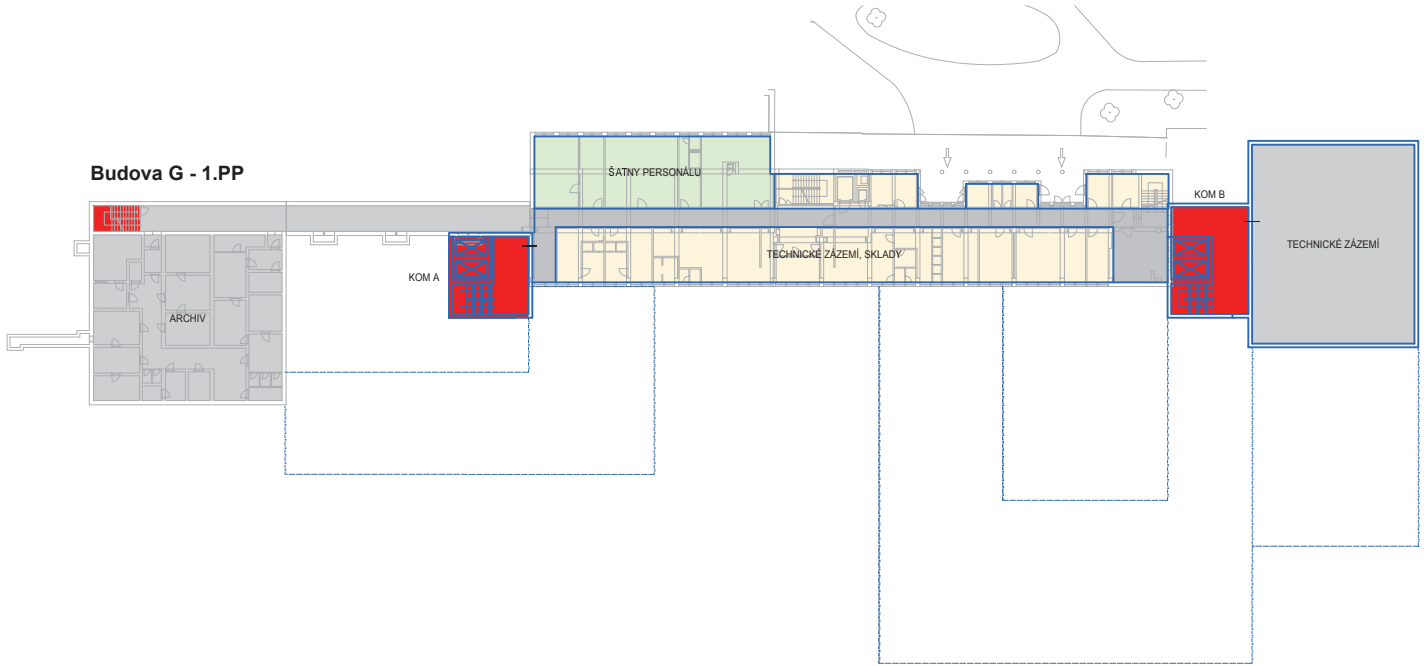 Budova G - 1.PP
ŠATNY PERSONÁLU
KOM B
TECHNICKÉ ZÁZEMÍ
TECHNICKÉ ZÁZEMÍ, SKLADY
KOM A
ARCHIV